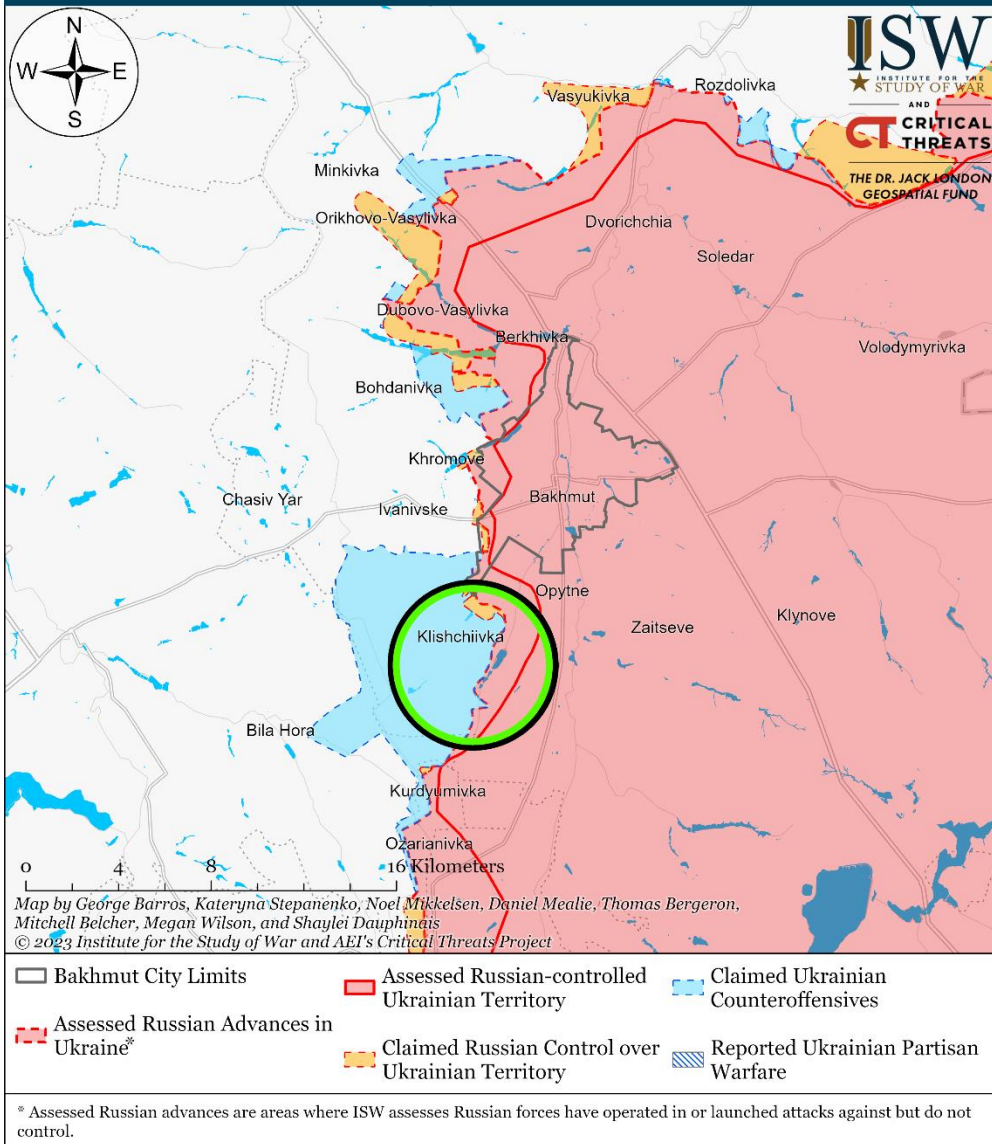 N
W E
S
ISW
INSTITUTE FOR THE
STUDY OF WAR
AND
CT CRITICAL
THREATS
THE DR. JACK LONDON
GEOSPATIAL FUND
Vasyukivka
Rozdolivka
Minkivka
Orikhovo-Vasylivka
Dvorichchia
Soledar
Dubovo-Vasylivka
Berkhivka
Volodymyrivka
Bohdanivka
Khromove
Chasiv Yar
Ivanivske
Bakhmut
Opytne
Klishchiivka
Zaitseve
Klynove
Bila Hora
Kurdyumivka
Ozarianivka
0 4 8 16 Kilometers
Map by George Barros, Kateryna Stepanenko, Noel Mikkelsen, Daniel Mealie, Thomas Bergeron,
Mitchell Belcher, Megan Wilson, and Shaylei Dauphinais
© 2023 Institute for the Study of War and AEI's Critical Threats Project
Bakhmut City Limits
Assessed Russian Advances in
Ukraine*
Assessed Russian-controlled
Ukrainian Territory
Claimed Russian Control over
Ukrainian Territory
Claimed Ukrainian
Counteroffensives
Reported Ukrainian Partisan
Warfare
* Assessed Russian advances are areas where ISW assesses Russian forces have operated in or launched attacks against but do not
control.